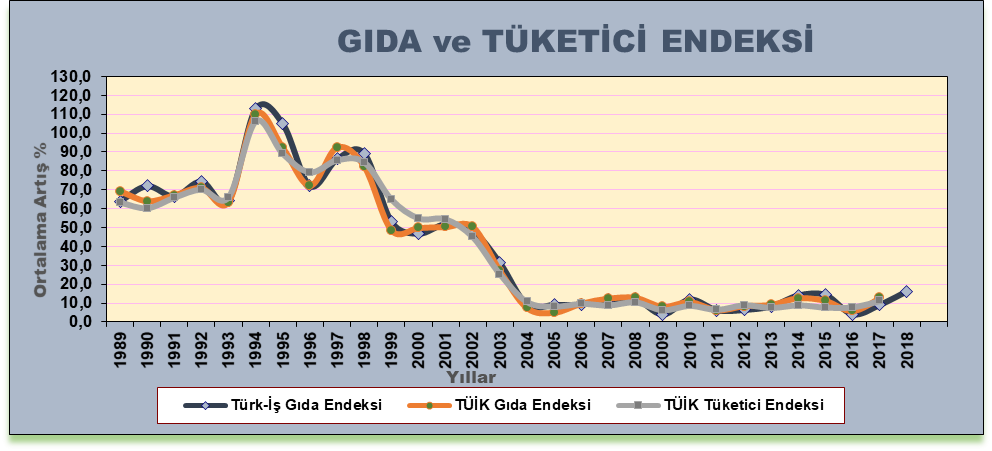 GIDA ve TÜKETİCİ ENDEKSİ
Ortalama Artış %
130,0
120,0
110,0
100,0
90,0
80,0
70,0
60,0
50,0
40,0
30,0
20,0
10,0
0,0
1989 1990 1991 1992 1993 1994 1995 1996 1997 1998 1999 2000 2001 2002 2003 2004 2005 2006 2007 2008 2009 2010 2011 2012 2013 2014 2015 2016 2017 2018
Yıllar
Türk-İş Gıda Endeksi TÜİK Gıda Endeksi TÜİK Tüketici Endeksi